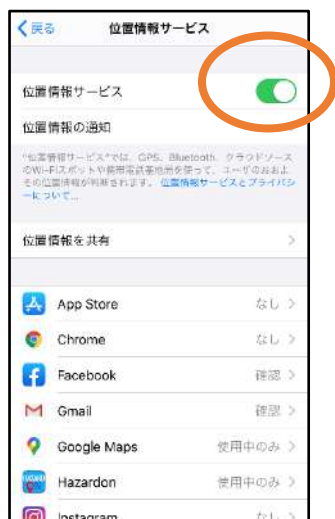 戻る
位置情報サービス
位置情報サービス
位置情報の通知
"位置情報サービス"では、GPS、Bluetooth、クラウドソース
のWi-Fiスポットや携帯電話基地局を使って、ユーザのおおよ
その位置情報が判断されます。 位置情報サービスとプライバシ
ーについて...
位置情報を共有
App Store なし
Chrome なし
Facebook 確認
Gmail 確認
Google Maps 使用中のみ
Hazardon 使用中のみ
Instagram なし